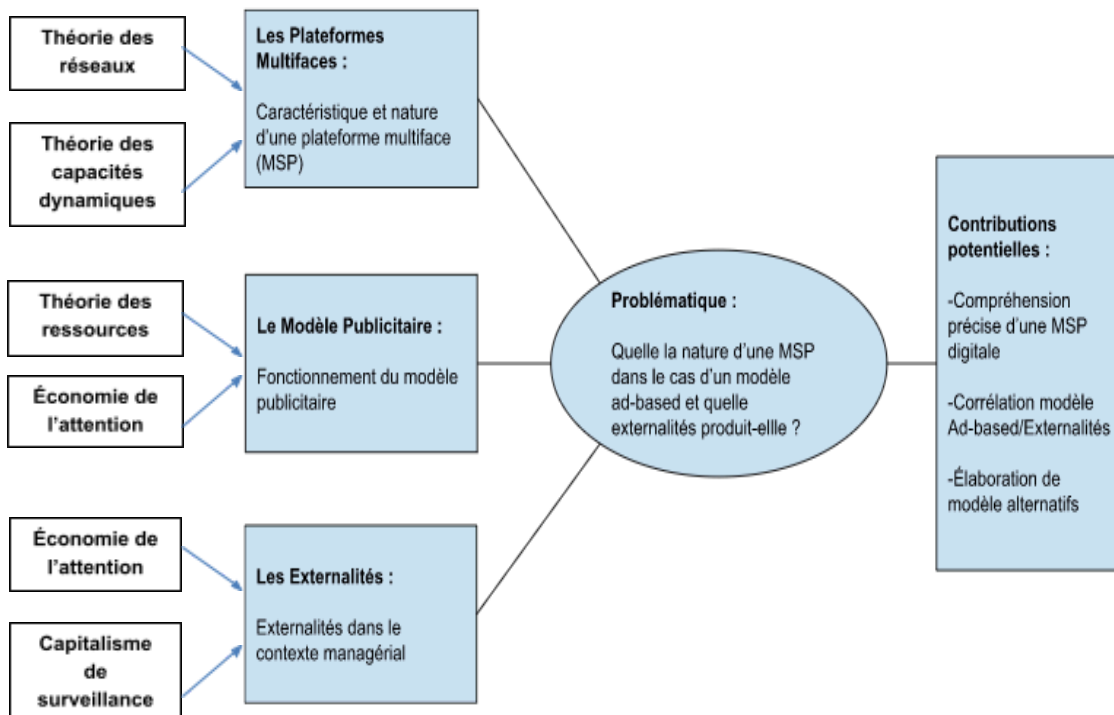 Théorie des
réseaux
Théorie des
capacités
dynamiques
Les Plateformes
Multifaces :
Caractéristique et nature
d'une plateforme multiface
(MSP)
Théorie des
ressources
Économie de
l'attention
Le Modèle Publicitaire :
Fonctionnement du modèle
publicitaire
Économie de
l'attention
Capitalisme
de
surveillance
Les Externalités :
Externalités dans le
contexte managérial
Problématique :
Quelle la nature d'une MSP
dans le cas d'un modèle
ad-based et quelle
externalités produit-ellle ?
Contributions
potentielles :
-Compréhension
précise d'une MSP
digitale
-Corrélation modèle
Ad-based/Externalités
-Élaboration de
modèle alternatifs